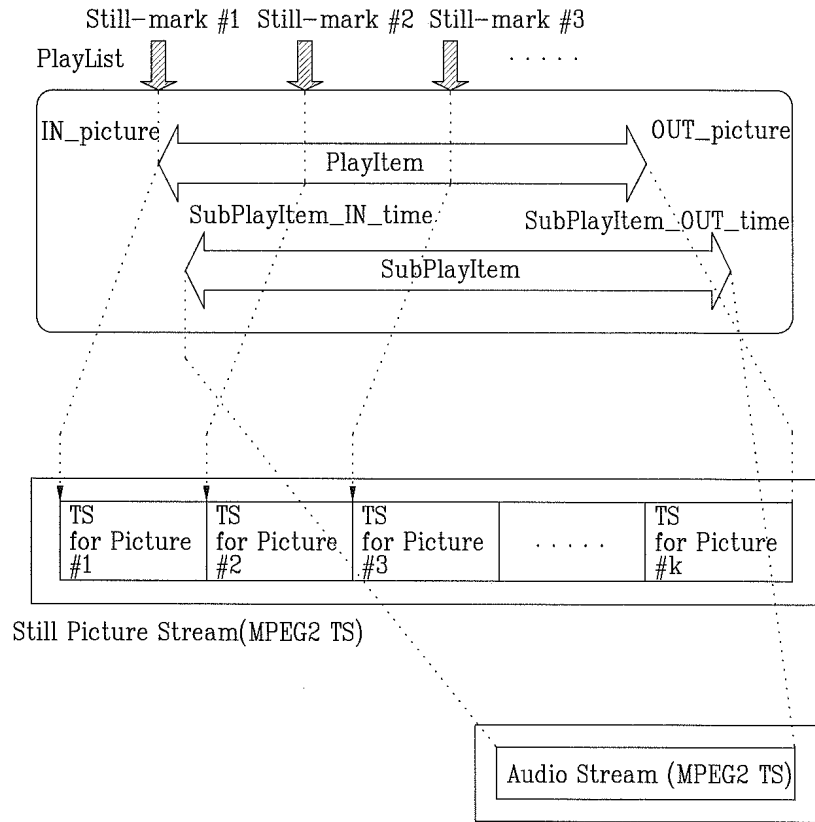 Still-mark #1 Still-mark #2 Still-mark #3
PlayList
. . . . .
IN_picture
OUT_picture
PlayItem
SubPlayItem_IN_time
SubPlayItem_OUT_time
SubPlayItem
TS
for Picture
#1
TS
for Picture
#2
TS
for Picture
#3
. . . . .
TS
for Picture
#k
Still Picture Stream(MPEG2 TS)
Audio Stream (MPEG2 TS)